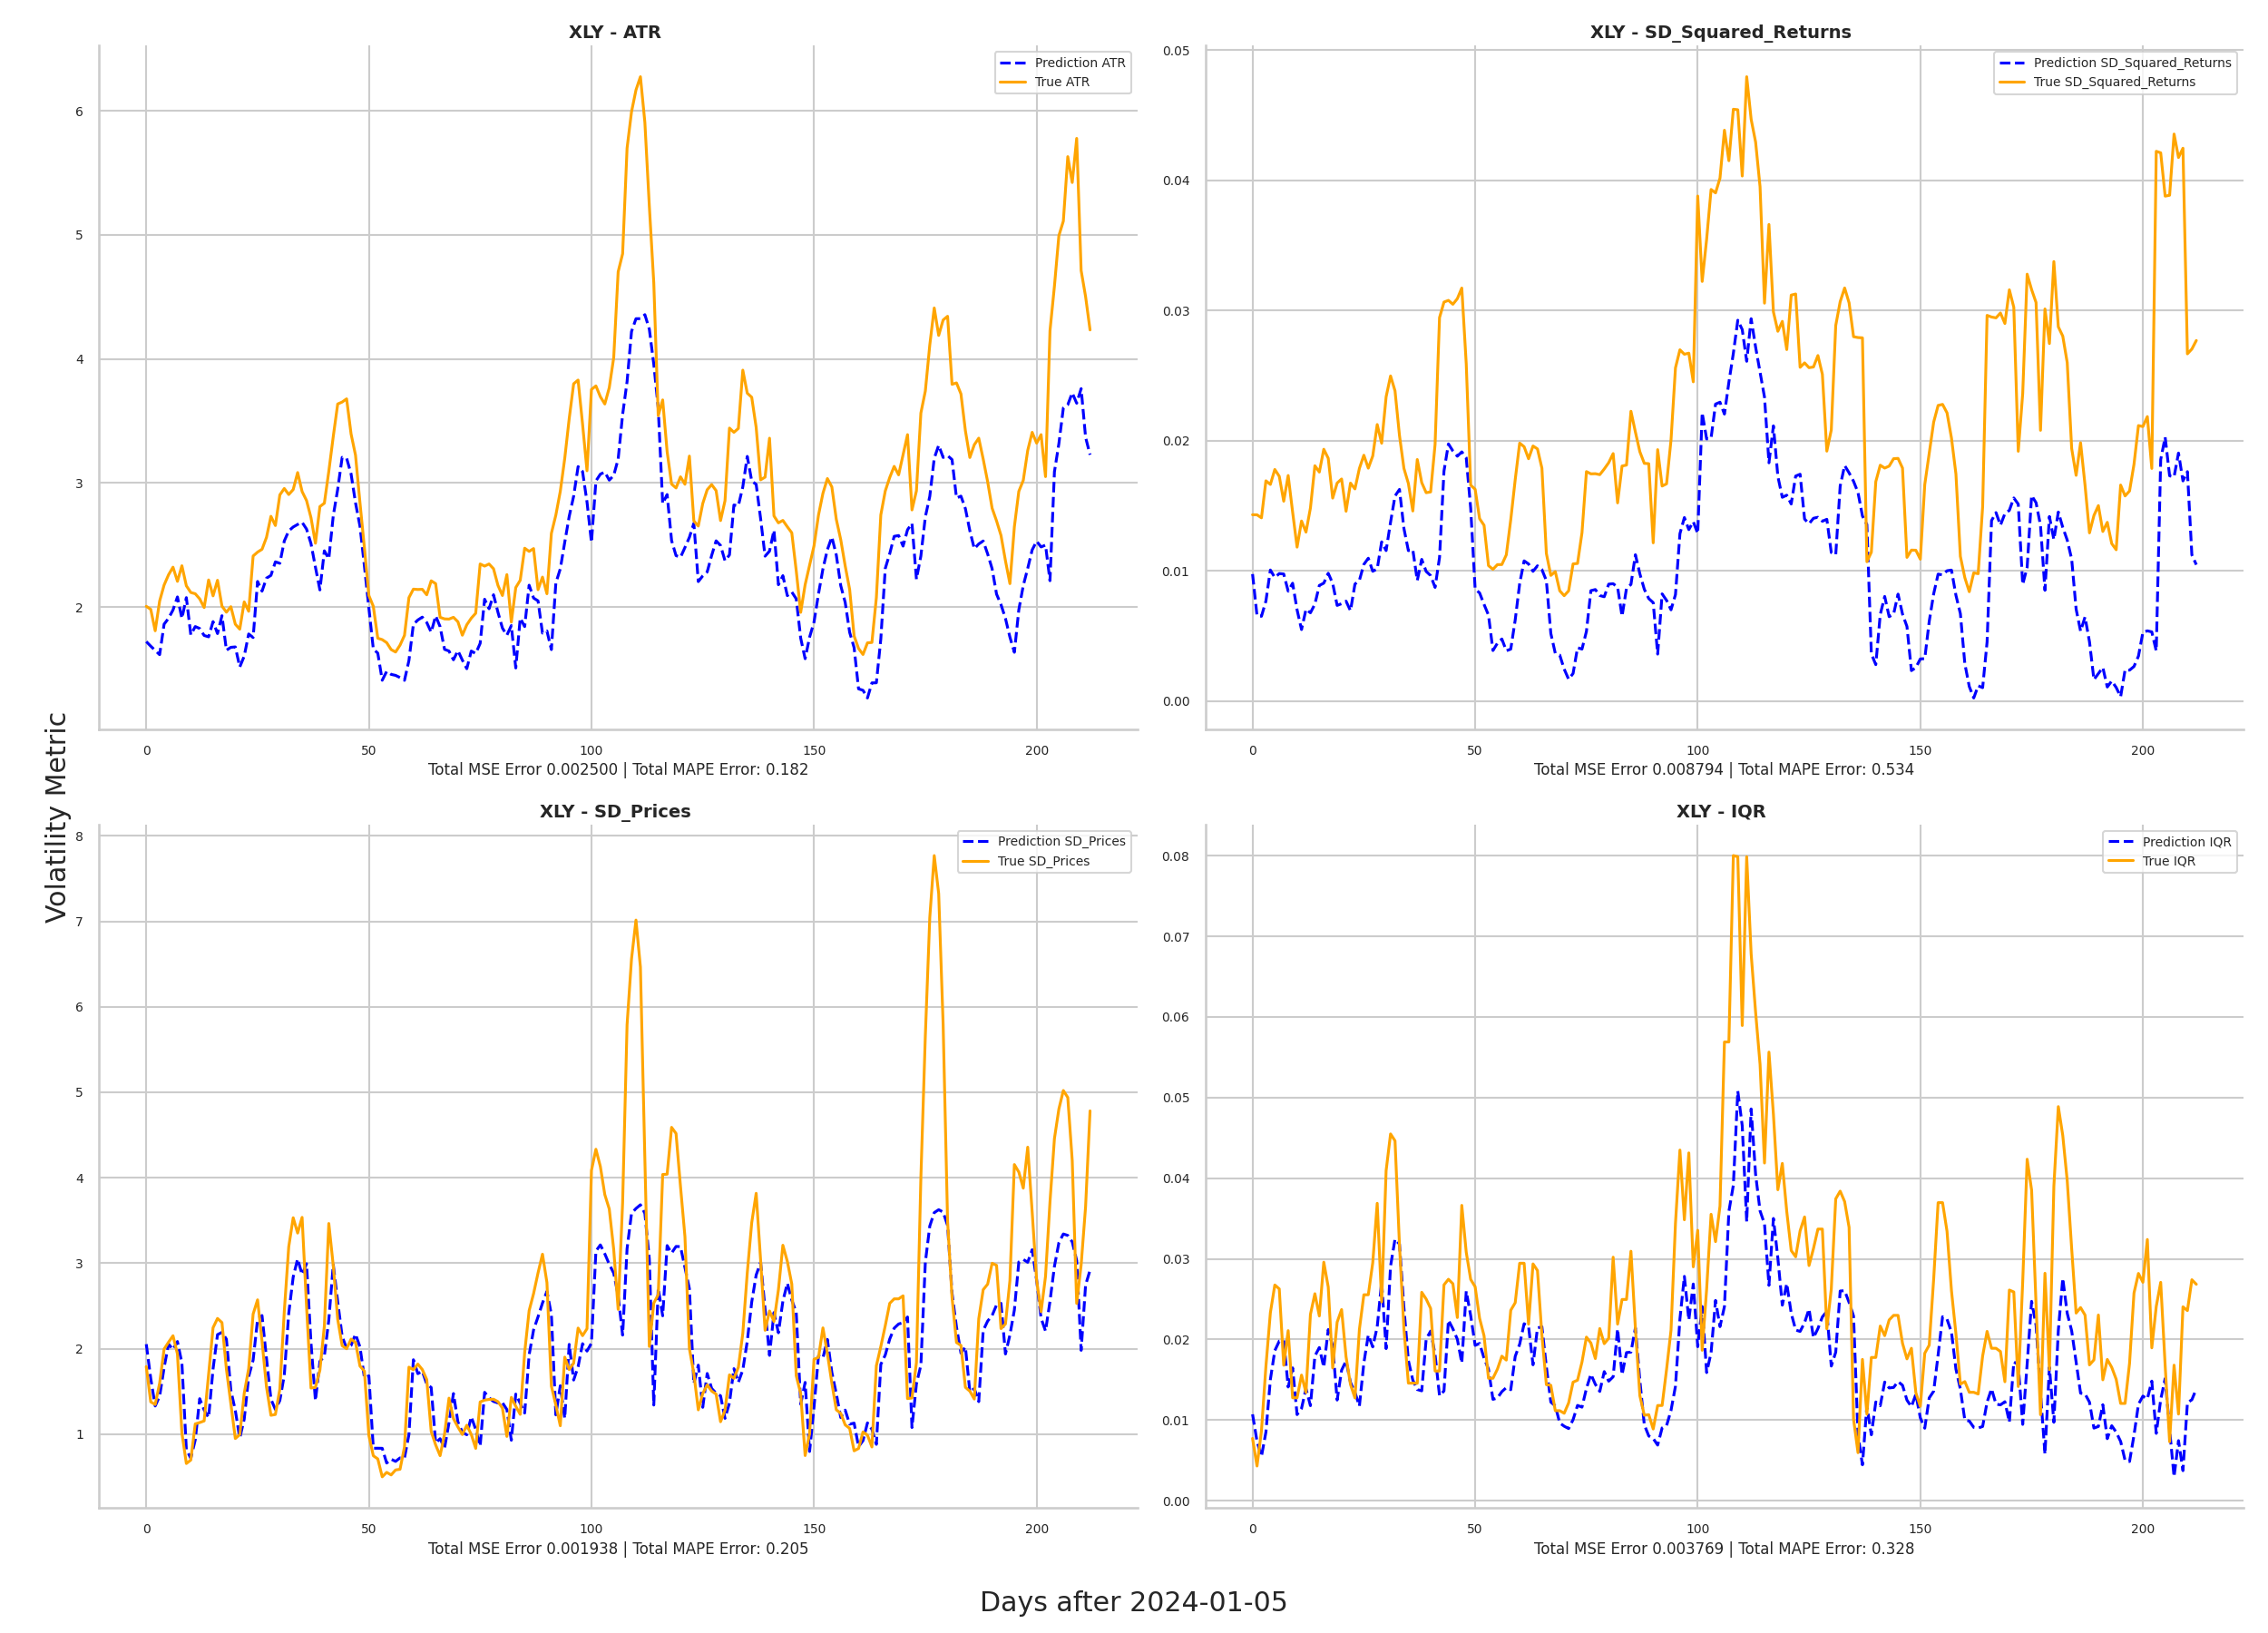 XLY - ATR
Prediction ATR
True ATR
6
5
4
3
2
0 50 100 150 200
Total MSE Error 0.002500 | Total MAPE Error: 0.182
XLY - SD_Squared_Returns
Prediction SD_Squared_Returns
True SD_Squared_Returns
0.05
0.04
0.03
0.02
0.01
0.00
0 50 100 150 200
Total MSE Error 0.008794 | Total MAPE Error: 0.534
Volatility Metric
XLY - SD_Prices
Prediction SD_Prices
True SD_Prices
8
7
6
5
4
3
2
1
0 50 100 150 200
Total MSE Error 0.001938 | Total MAPE Error: 0.205
XLY - IQR
Prediction IQR
True IQR
0.08
0.07
0.06
0.05
0.04
0.03
0.02
0.01
0.00
0 50 100 150 200
Total MSE Error 0.003769 | Total MAPE Error: 0.328
Days after 2024-01-05